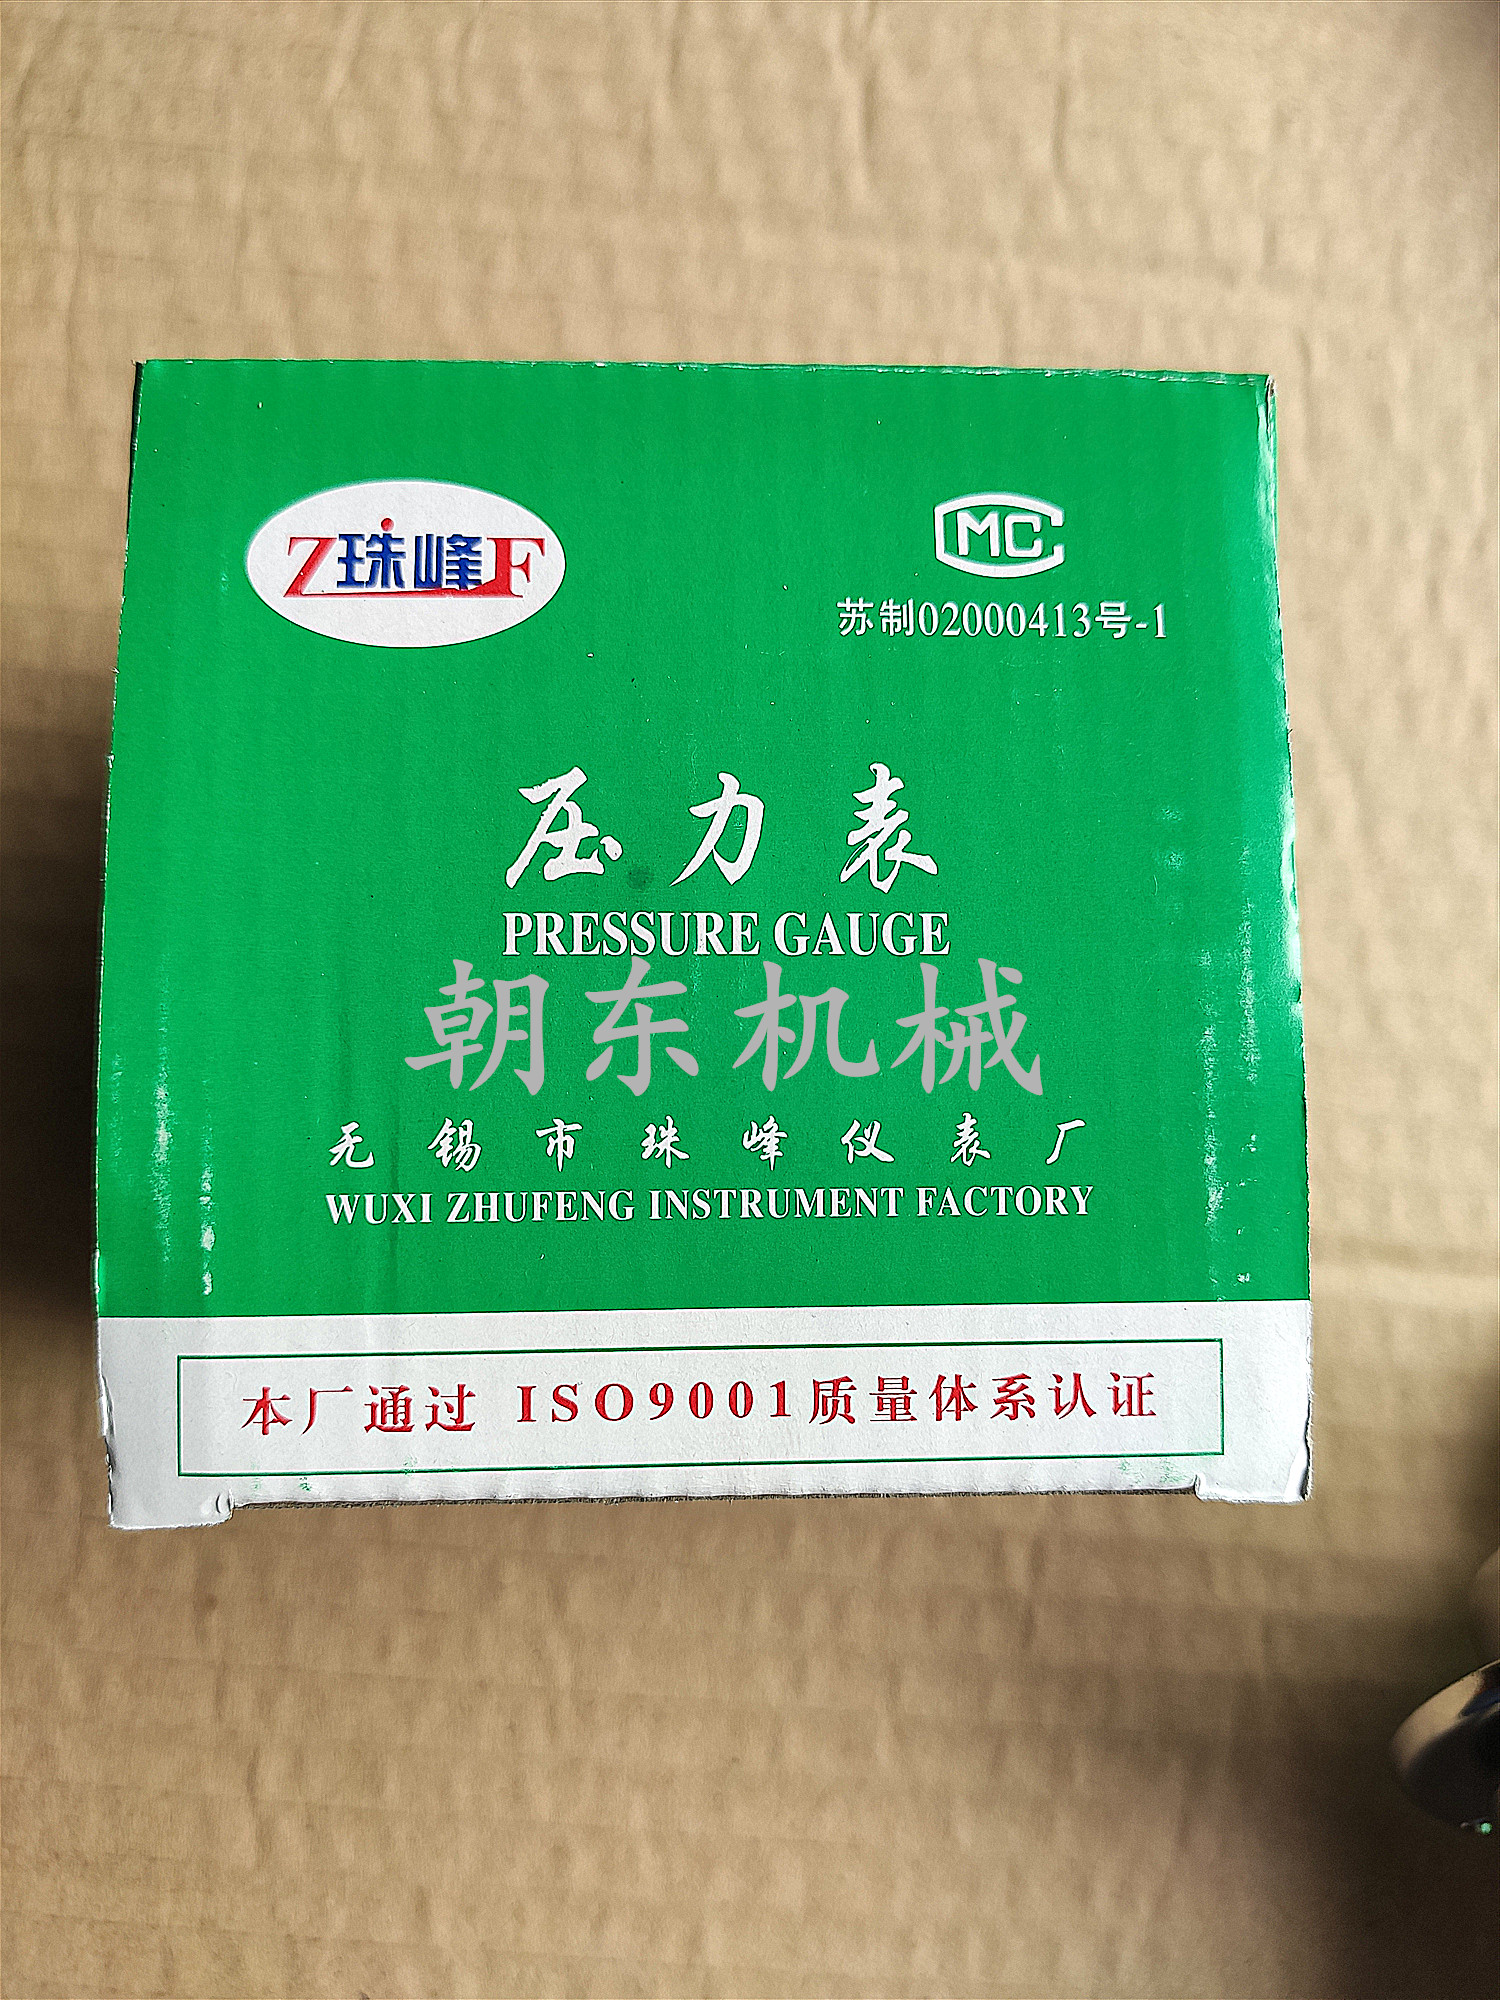 Z珠峰F
MC
苏制02000413号-1
压力表
PRESSURE GAUGE
朝东机械
无锡市珠峰仪表厂
WUXI ZHUFENG INSTRUMENT FACTORY
本厂通过 ISO9001质量体系认证